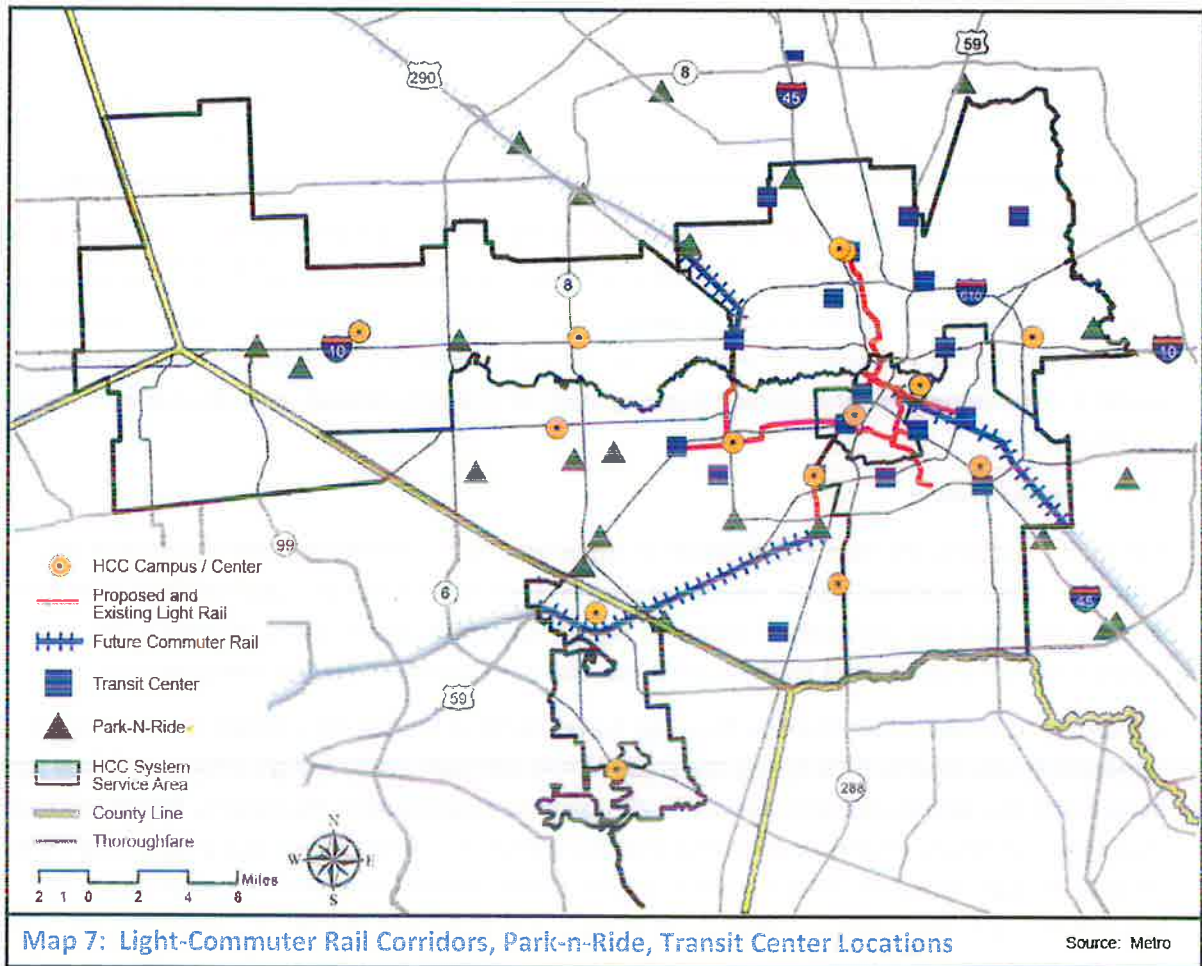 59
290
8
45
8
610
10
10
99
HCC Campus / Center
Proposed and
Existing Light Rail
6
45
Future Commuter Rail
Transit Center
59
Park-N-Ride
HCC System
Service Area
County Line
288
Thoroughfare
N
W E
S
Miles
2 1 0 2 4 6
Map 7: Light-Commuter Rail Corridors, Park-n-Ride, Transit Center Locations
Source: Metro